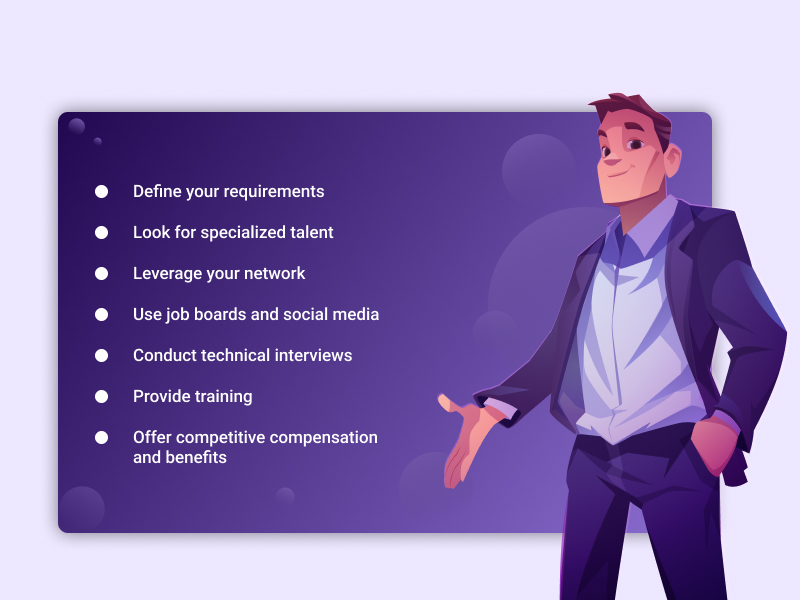 Define your requirements
Look for specialized talent
Leverage your network
Use job boards and social media
Conduct technical interviews
Provide training
Offer competitive compensation
and benefits